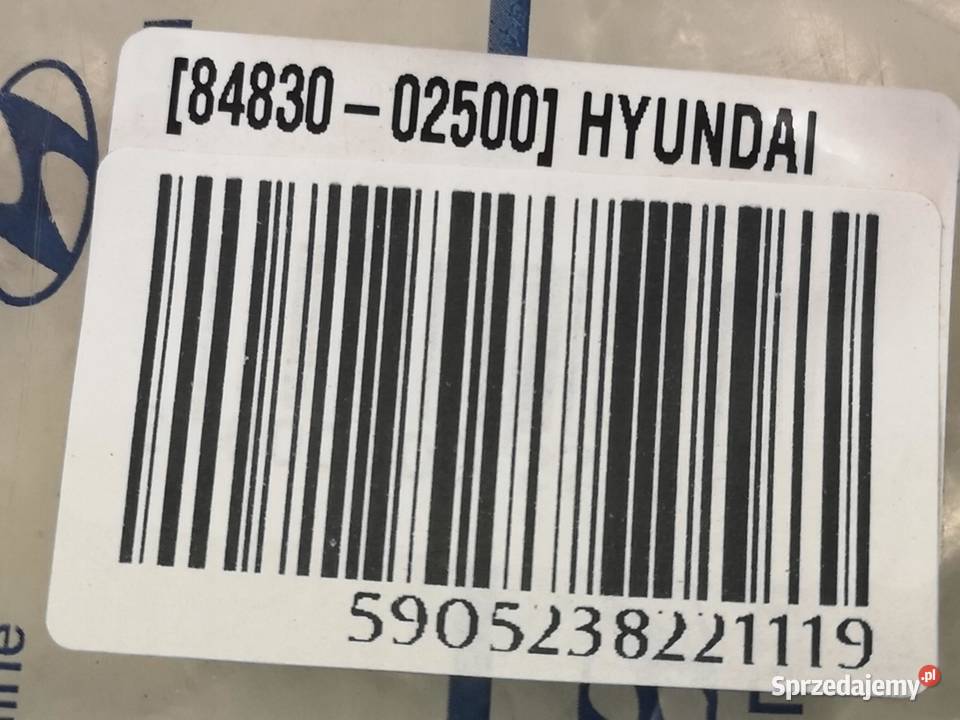 [84830-02500] HYUNDAI
5905238221119
Sprzedajemy.pl